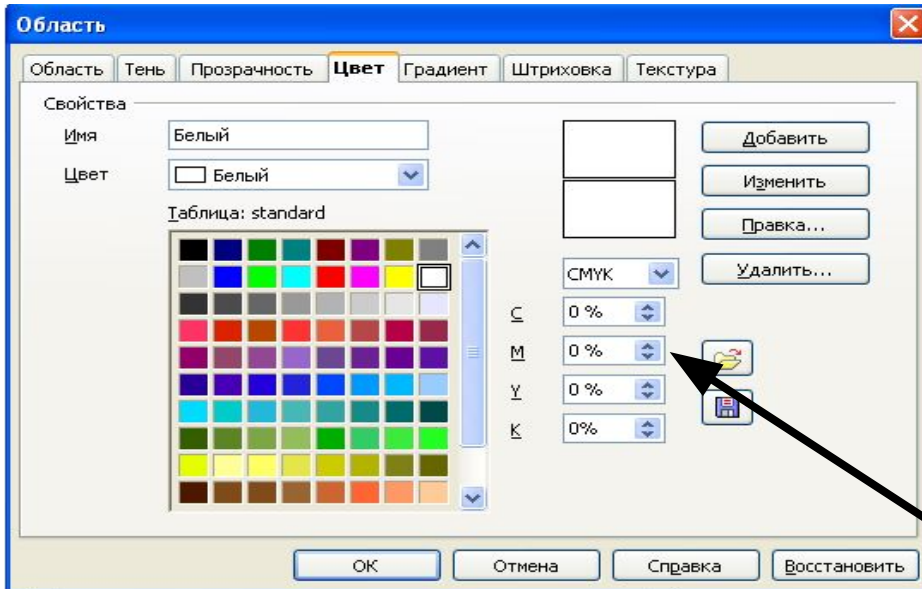 Область
Область Тень Прозрачность Цвет Градиент Штриховка Текстура
Свойства
Имя Белый Добавить
Цвет Белый Изменить
Таблица: standard Правка...
CMYK Удалить...
C 0 %
M 0 %
Y 0 %
K 0%
ОК Отмена Справка Восстановить